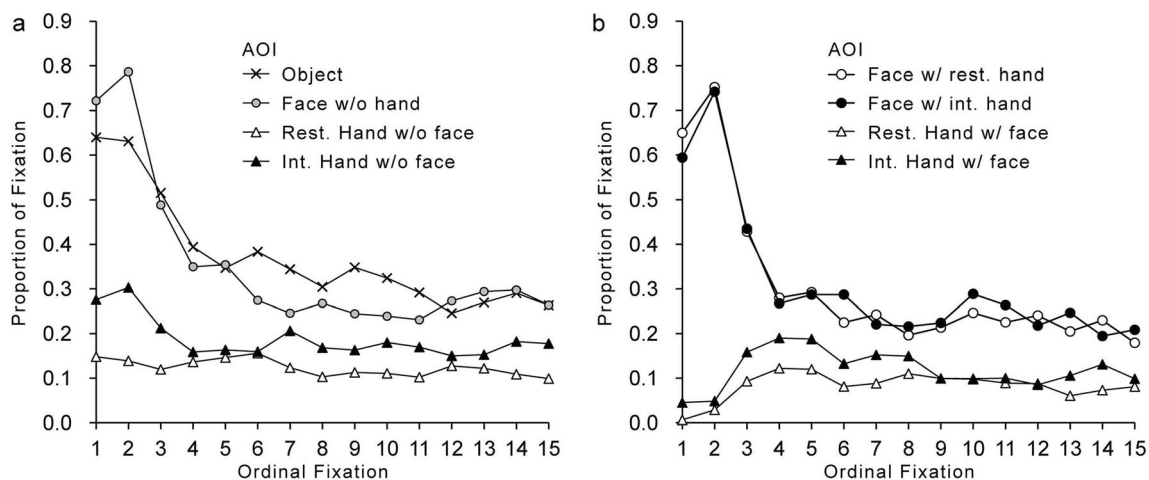 a
0.9
0.8
0.7
0.6
0.5
0.4
0.3
0.2
0.1
0.0
Proportion of Fixation
AOI
Object
Face w/o hand
Rest. Hand w/o face
Int. Hand w/o face
1 2 3 4 5 6 7 8 9 10 11 12 13 14 15
Ordinal Fixation
b
0.9
0.8
0.7
0.6
0.5
0.4
0.3
0.2
0.1
0.0
Proportion of Fixation
AOI
Face w/ rest. hand
Face w/ int. hand
Rest. Hand w/ face
Int. Hand w/ face
1 2 3 4 5 6 7 8 9 10 11 12 13 14 15
Ordinal Fixation